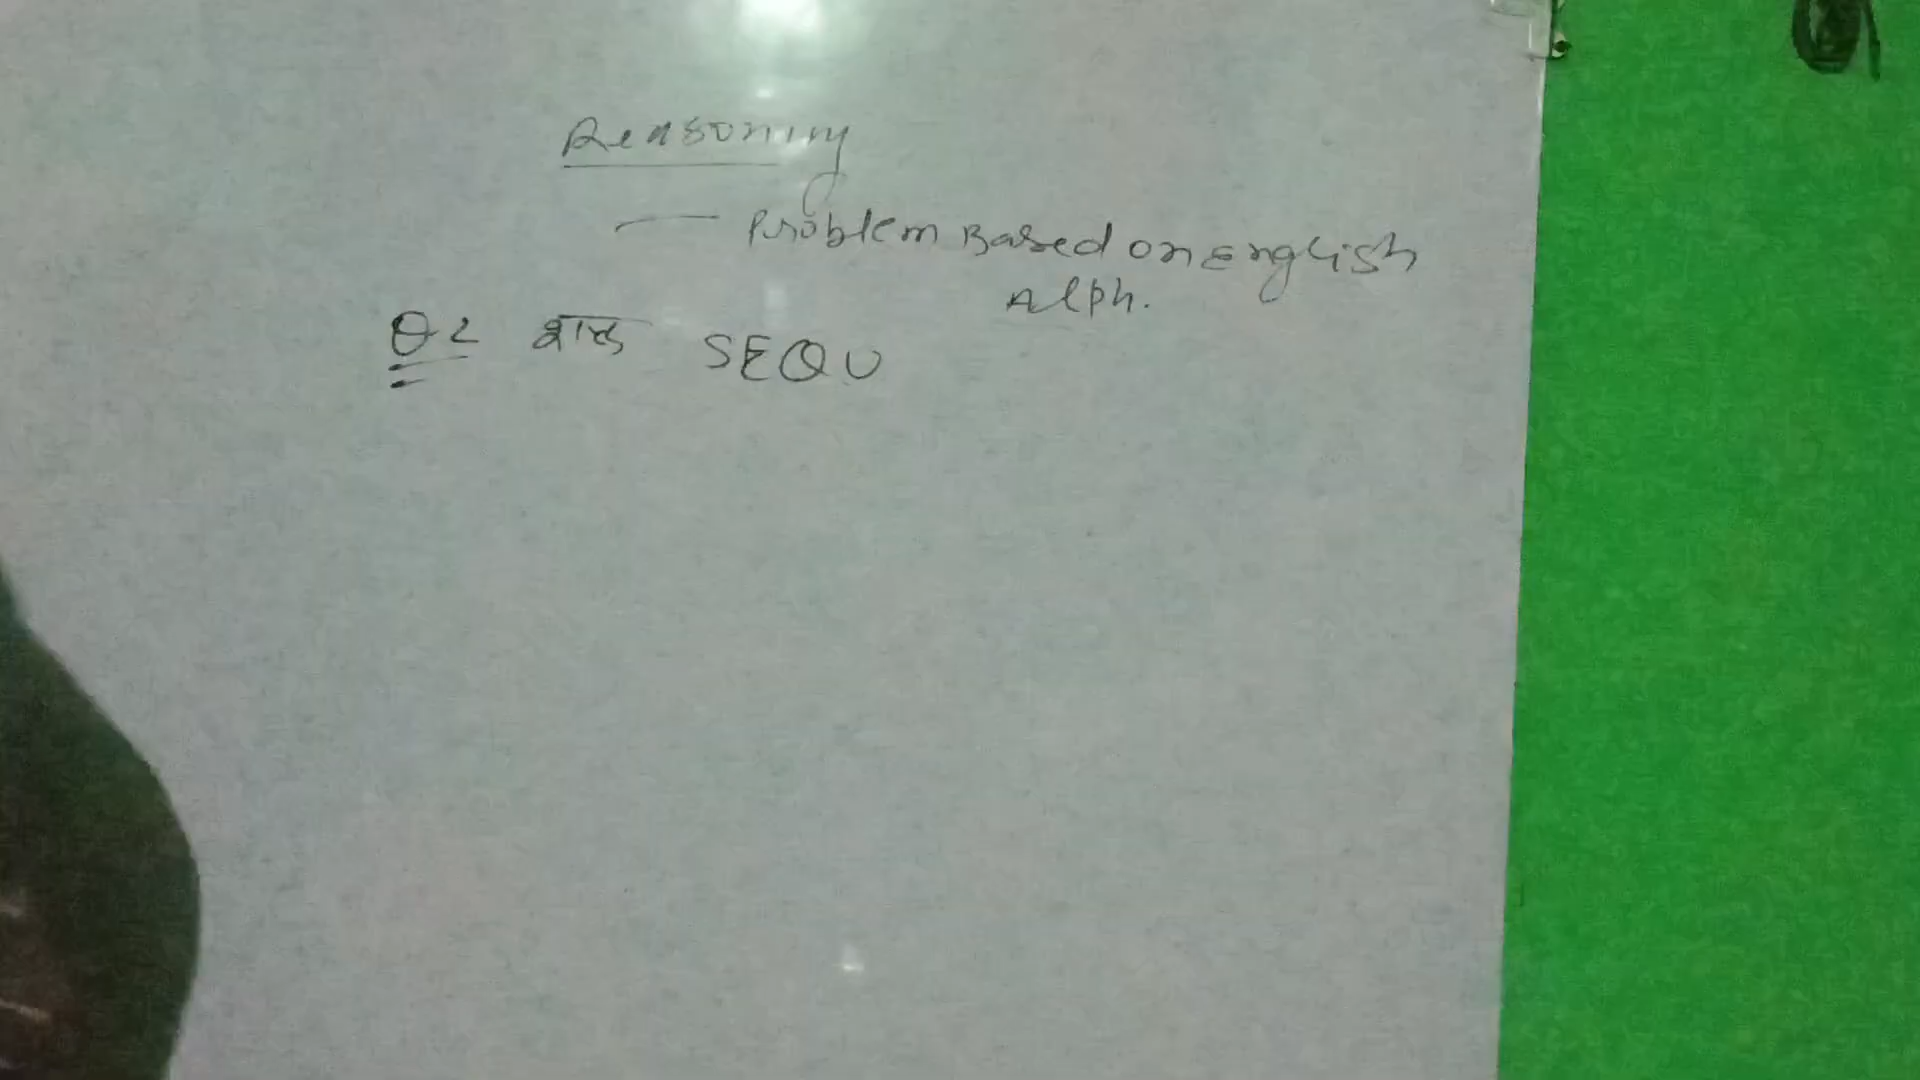 Reasoning
— Problem Based on English
Alph.
Q2 शब्द SEQU